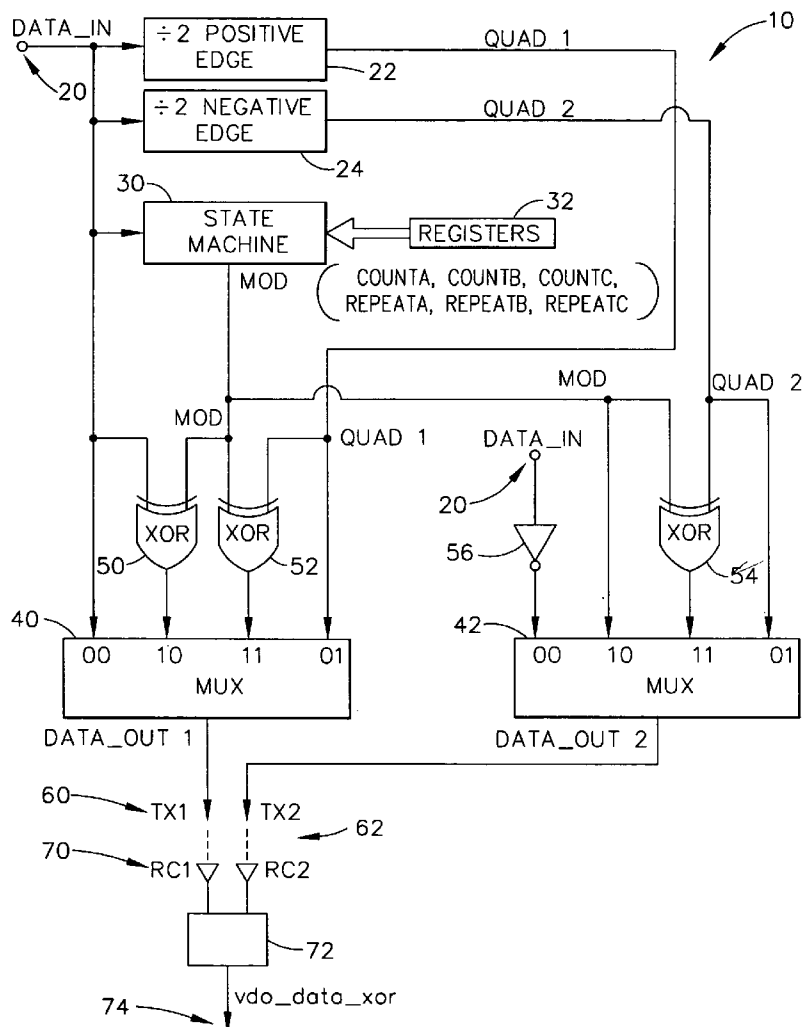 DATA_IN
20
÷2 POSITIVE
EDGE
22
QUAD 1
10
÷2 NEGATIVE
EDGE
24
QUAD 2
30
STATE
MACHINE
32
REGISTERS
MOD
COUNTA, COUNTB, COUNTC,
REPEATA, REPEATB, REPEATC
MOD
QUAD 2
MOD
QUAD 1
DATA_IN
20
XOR
50
XOR
52
56
XOR
54
40
00 10 11 01
MUX
42
00 10 11 01
MUX
DATA_OUT 1
DATA_OUT 2
60
TX1
TX2
62
70
RC1
RC2
72
vdo_data_xor
74